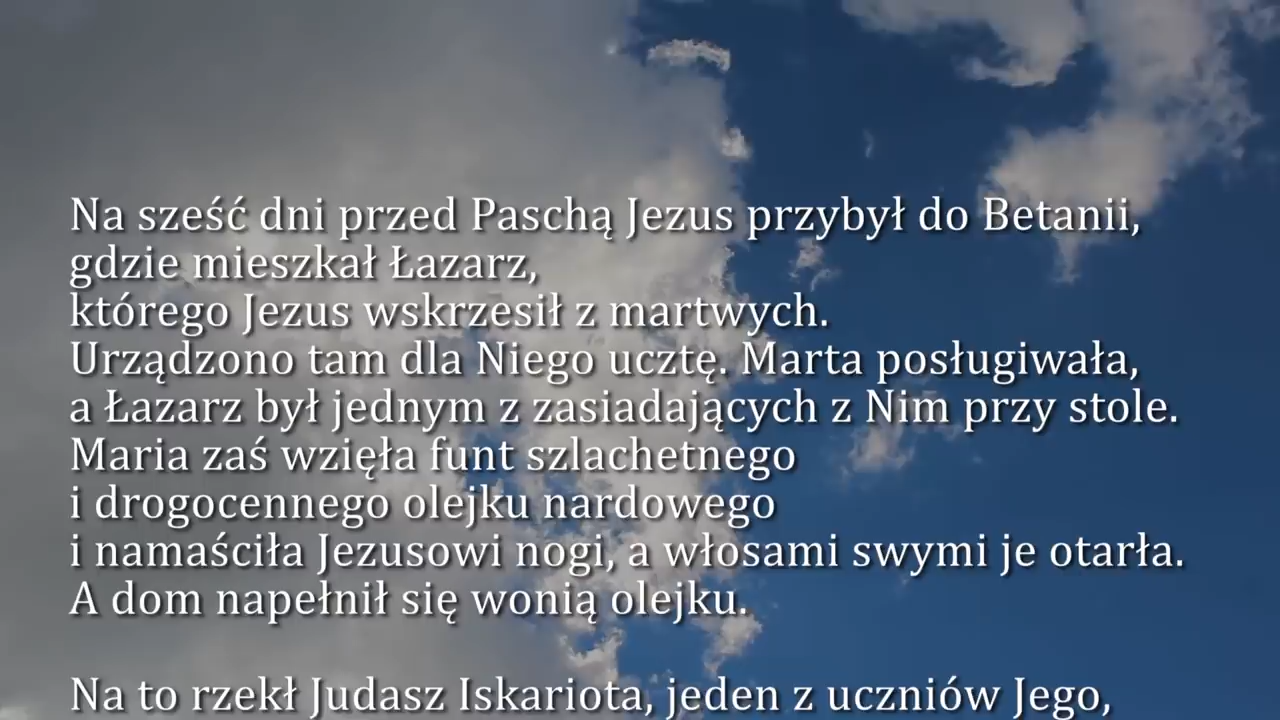 Na sześć dni przed Paschą Jezus przybył do Betanii,
gdzie mieszkał Łazarz,
którego Jezus wskrzesił z martwych.
Urządzono tam dla Niego ucztę. Marta posługiwała,
a Łazarz był jednym z zasiadających z Nim przy stole.
Maria zaś wzięła funt szlachetnego
i drogocennego olejku nardowego
i namaściła Jezusowi nogi, a włosami swymi je otarła.
A dom napełnił się wonią olejku.
Na to rzekł Judasz Iskariota, jeden z uczniów Jego,